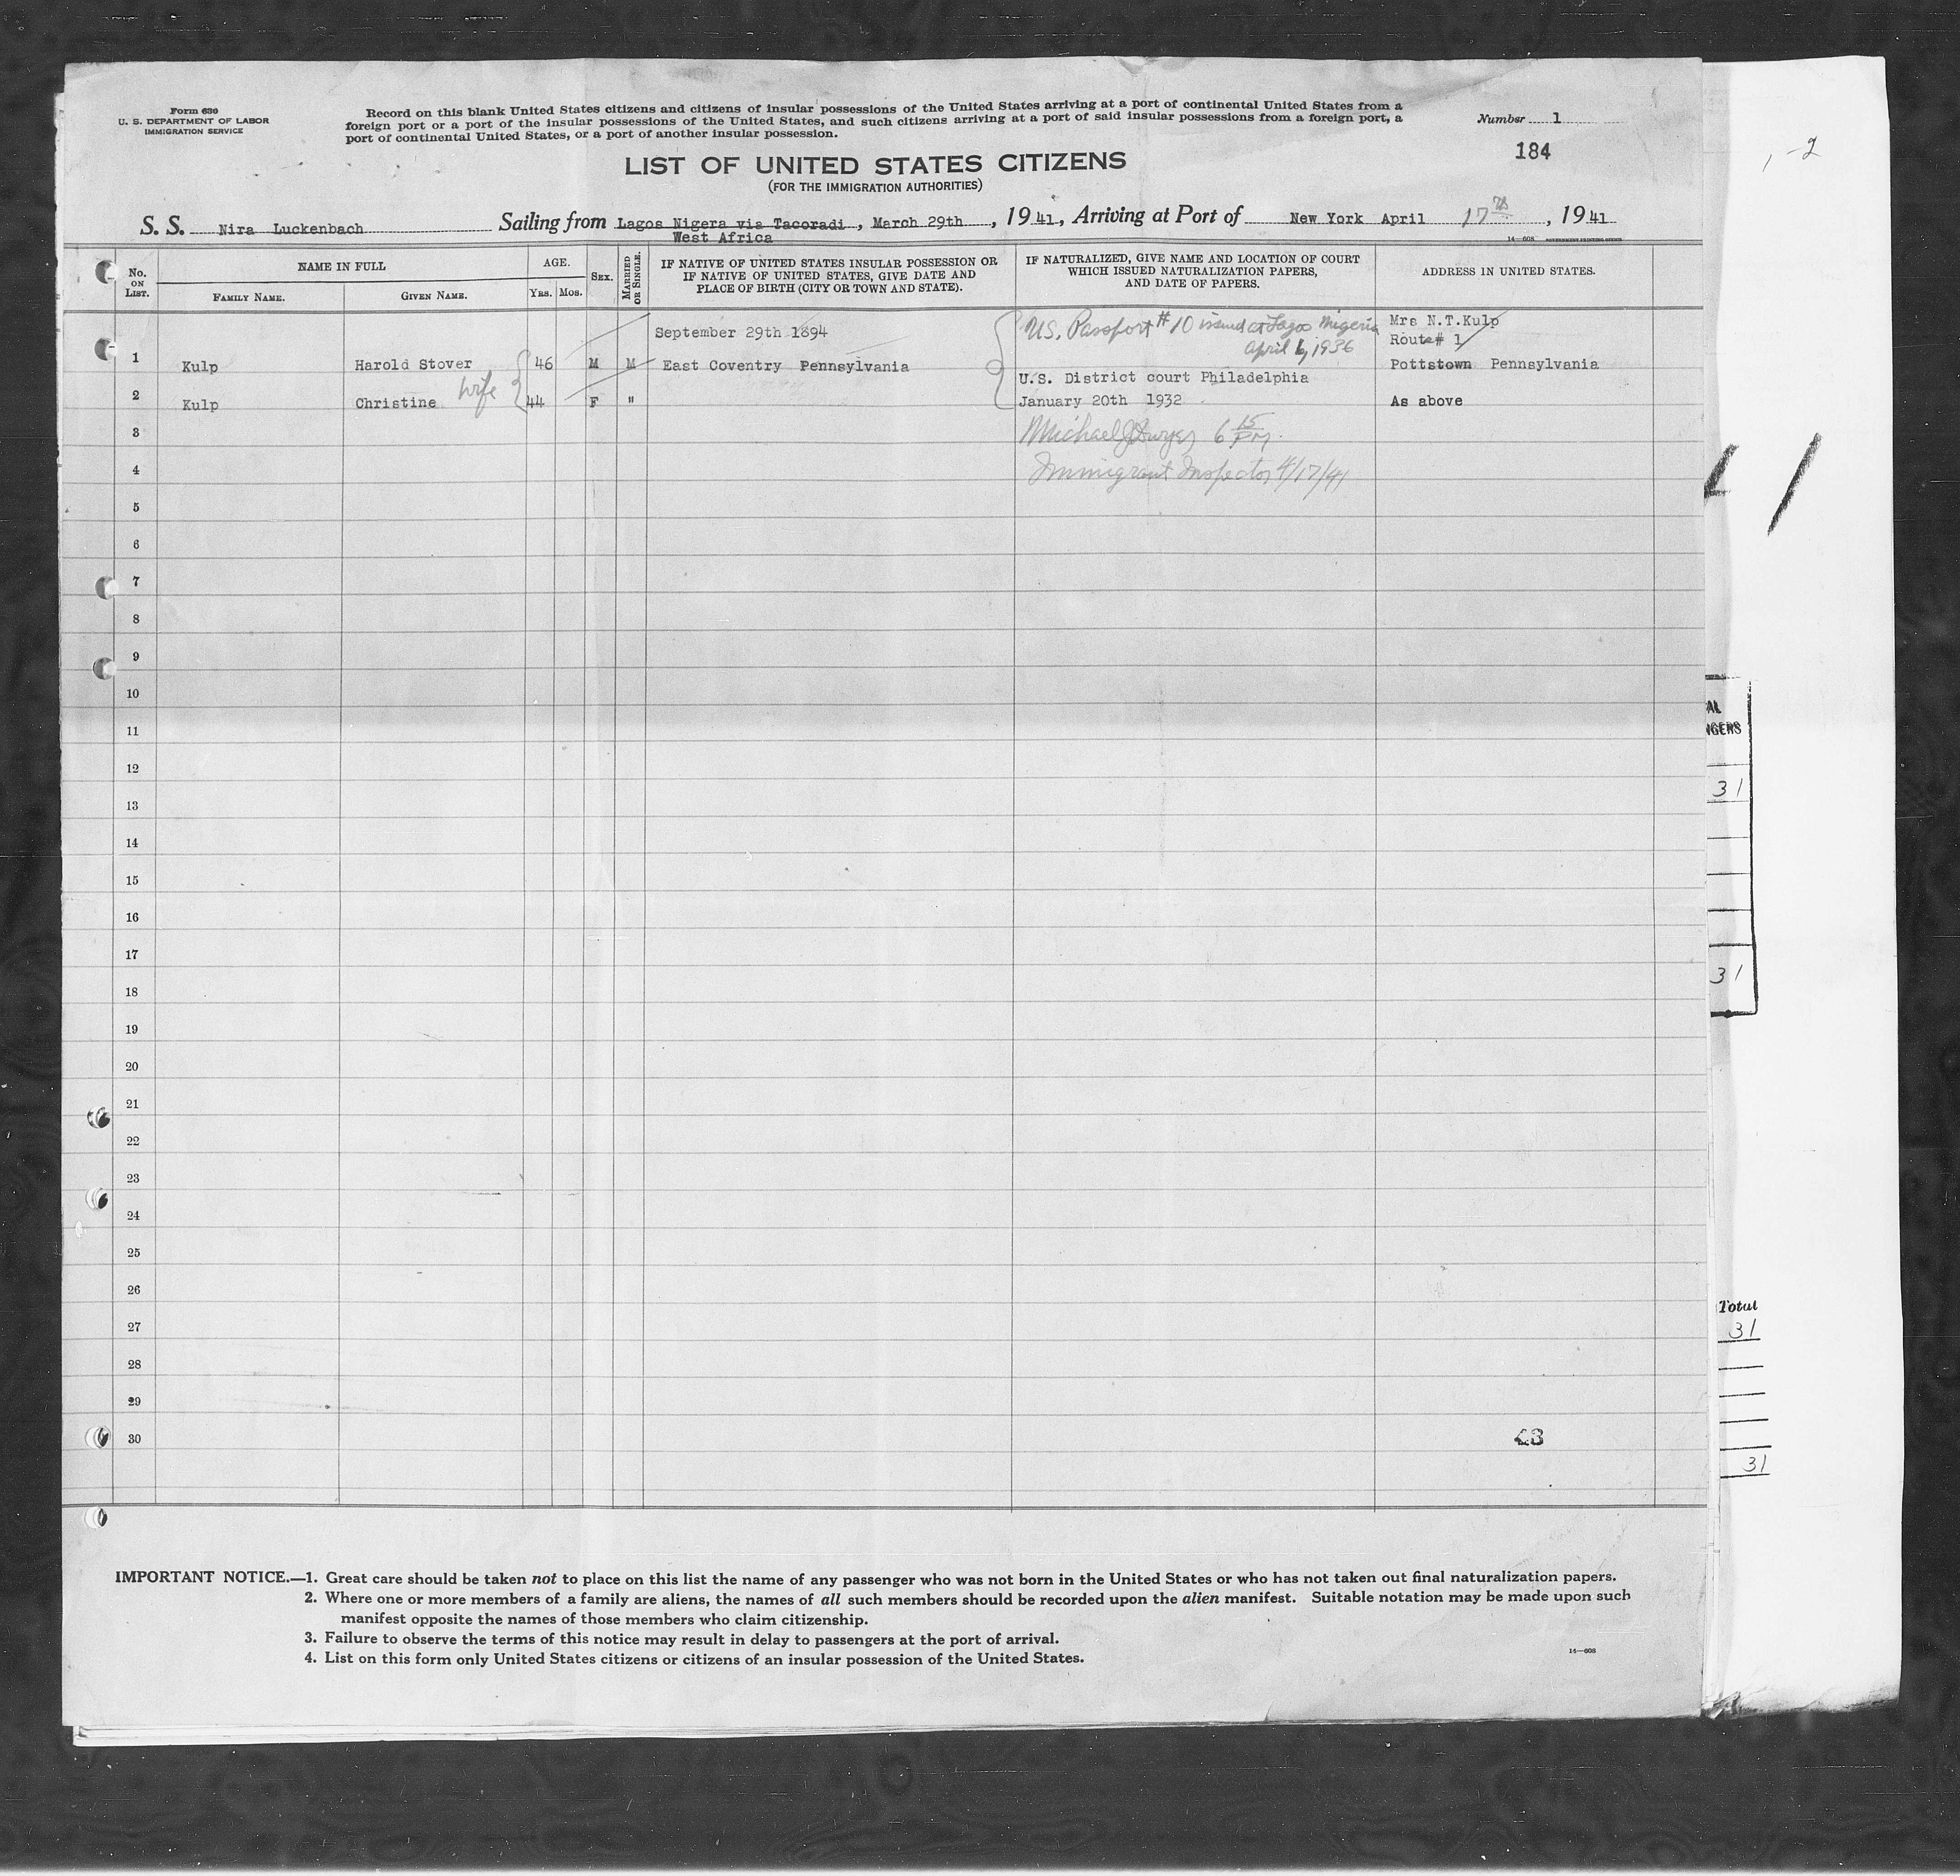 Form 630
U. S. DEPARTMENT OF LABOR
IMMIGRATION SERVICE
Record on this blank United States citizens and citizens of insular possessions of the United States arriving at a port of continental United States from a
foreign port or a port of the insular possessions of the United States, and such citizens arriving at a port of said insular possessions from a foreign port, a
port of continental United States, or a port of another insular possession.
Number 1
184
1-2
LIST OF UNITED STATES CITIZENS
(FOR THE IMMIGRATION AUTHORITIES)
S. S. Nira Luckenbach Sailing from Lagos Nigera via Tacoradi, March 29th, 1941, Arriving at Port of New York April 17th, 1941
West Africa
14-608 GOVERNMENT PRINTING OFFICE
No. ON LIST.
NAME IN FULL
FAMILY NAME.
GIVEN NAME.
AGE.
YRS. MOS.
SEX.
MARRIED OR SINGLE.
IF NATIVE OF UNITED STATES INSULAR POSSESSION OR
IF NATIVE OF UNITED STATES, GIVE DATE AND
PLACE OF BIRTH (CITY OR TOWN AND STATE).
IF NATURALIZED, GIVE NAME AND LOCATION OF COURT
WHICH ISSUED NATURALIZATION PAPERS,
AND DATE OF PAPERS.
ADDRESS IN UNITED STATES.
September 29th 1894
U.S. Passport # 10 issued at Lagos Nigeria
April 6, 1936
Mrs N.T.Kulp
Route# 1
1 Kulp Harold Stover 46 M M East Coventry Pennsylvania Pottstown Pennsylvania
wife
U.S. District court Philadelphia
2 Kulp Christine 44 F " January 20th 1932 As above
3 Michael J Dwyer 6 15 PM.
4 Immigrant Inspector 4/17/41
5
6
7
8
9
10
11
12
13
14
15
16
17
18
19
20
21
22
23
24
25
26
27
28
29
30
43
AL
NGERS
31
31
Total
31
31
IMPORTANT NOTICE.—1. Great care should be taken not to place on this list the name of any passenger who was not born in the United States or who has not taken out final naturalization papers.
2. Where one or more members of a family are aliens, the names of all such members should be recorded upon the alien manifest. Suitable notation may be made upon such
manifest opposite the names of those members who claim citizenship.
3. Failure to observe the terms of this notice may result in delay to passengers at the port of arrival.
4. List on this form only United States citizens or citizens of an insular possession of the United States.
14-608